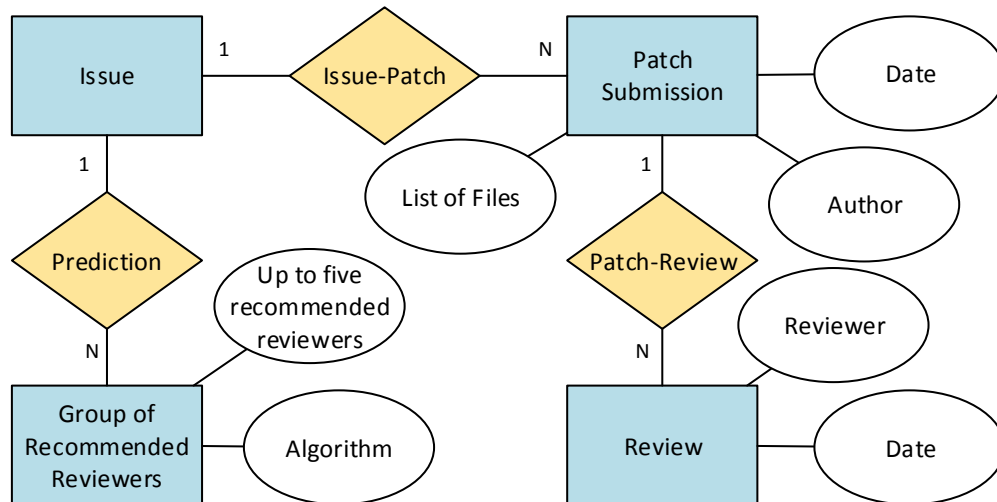 Issue
1
Issue-Patch
N
Patch
Submission
Date
List of Files
Author
1
1
Prediction
Patch-Review
Up to five
recommended
reviewers
Reviewer
N
N
Group of
Recommended
Reviewers
Algorithm
Review
Date